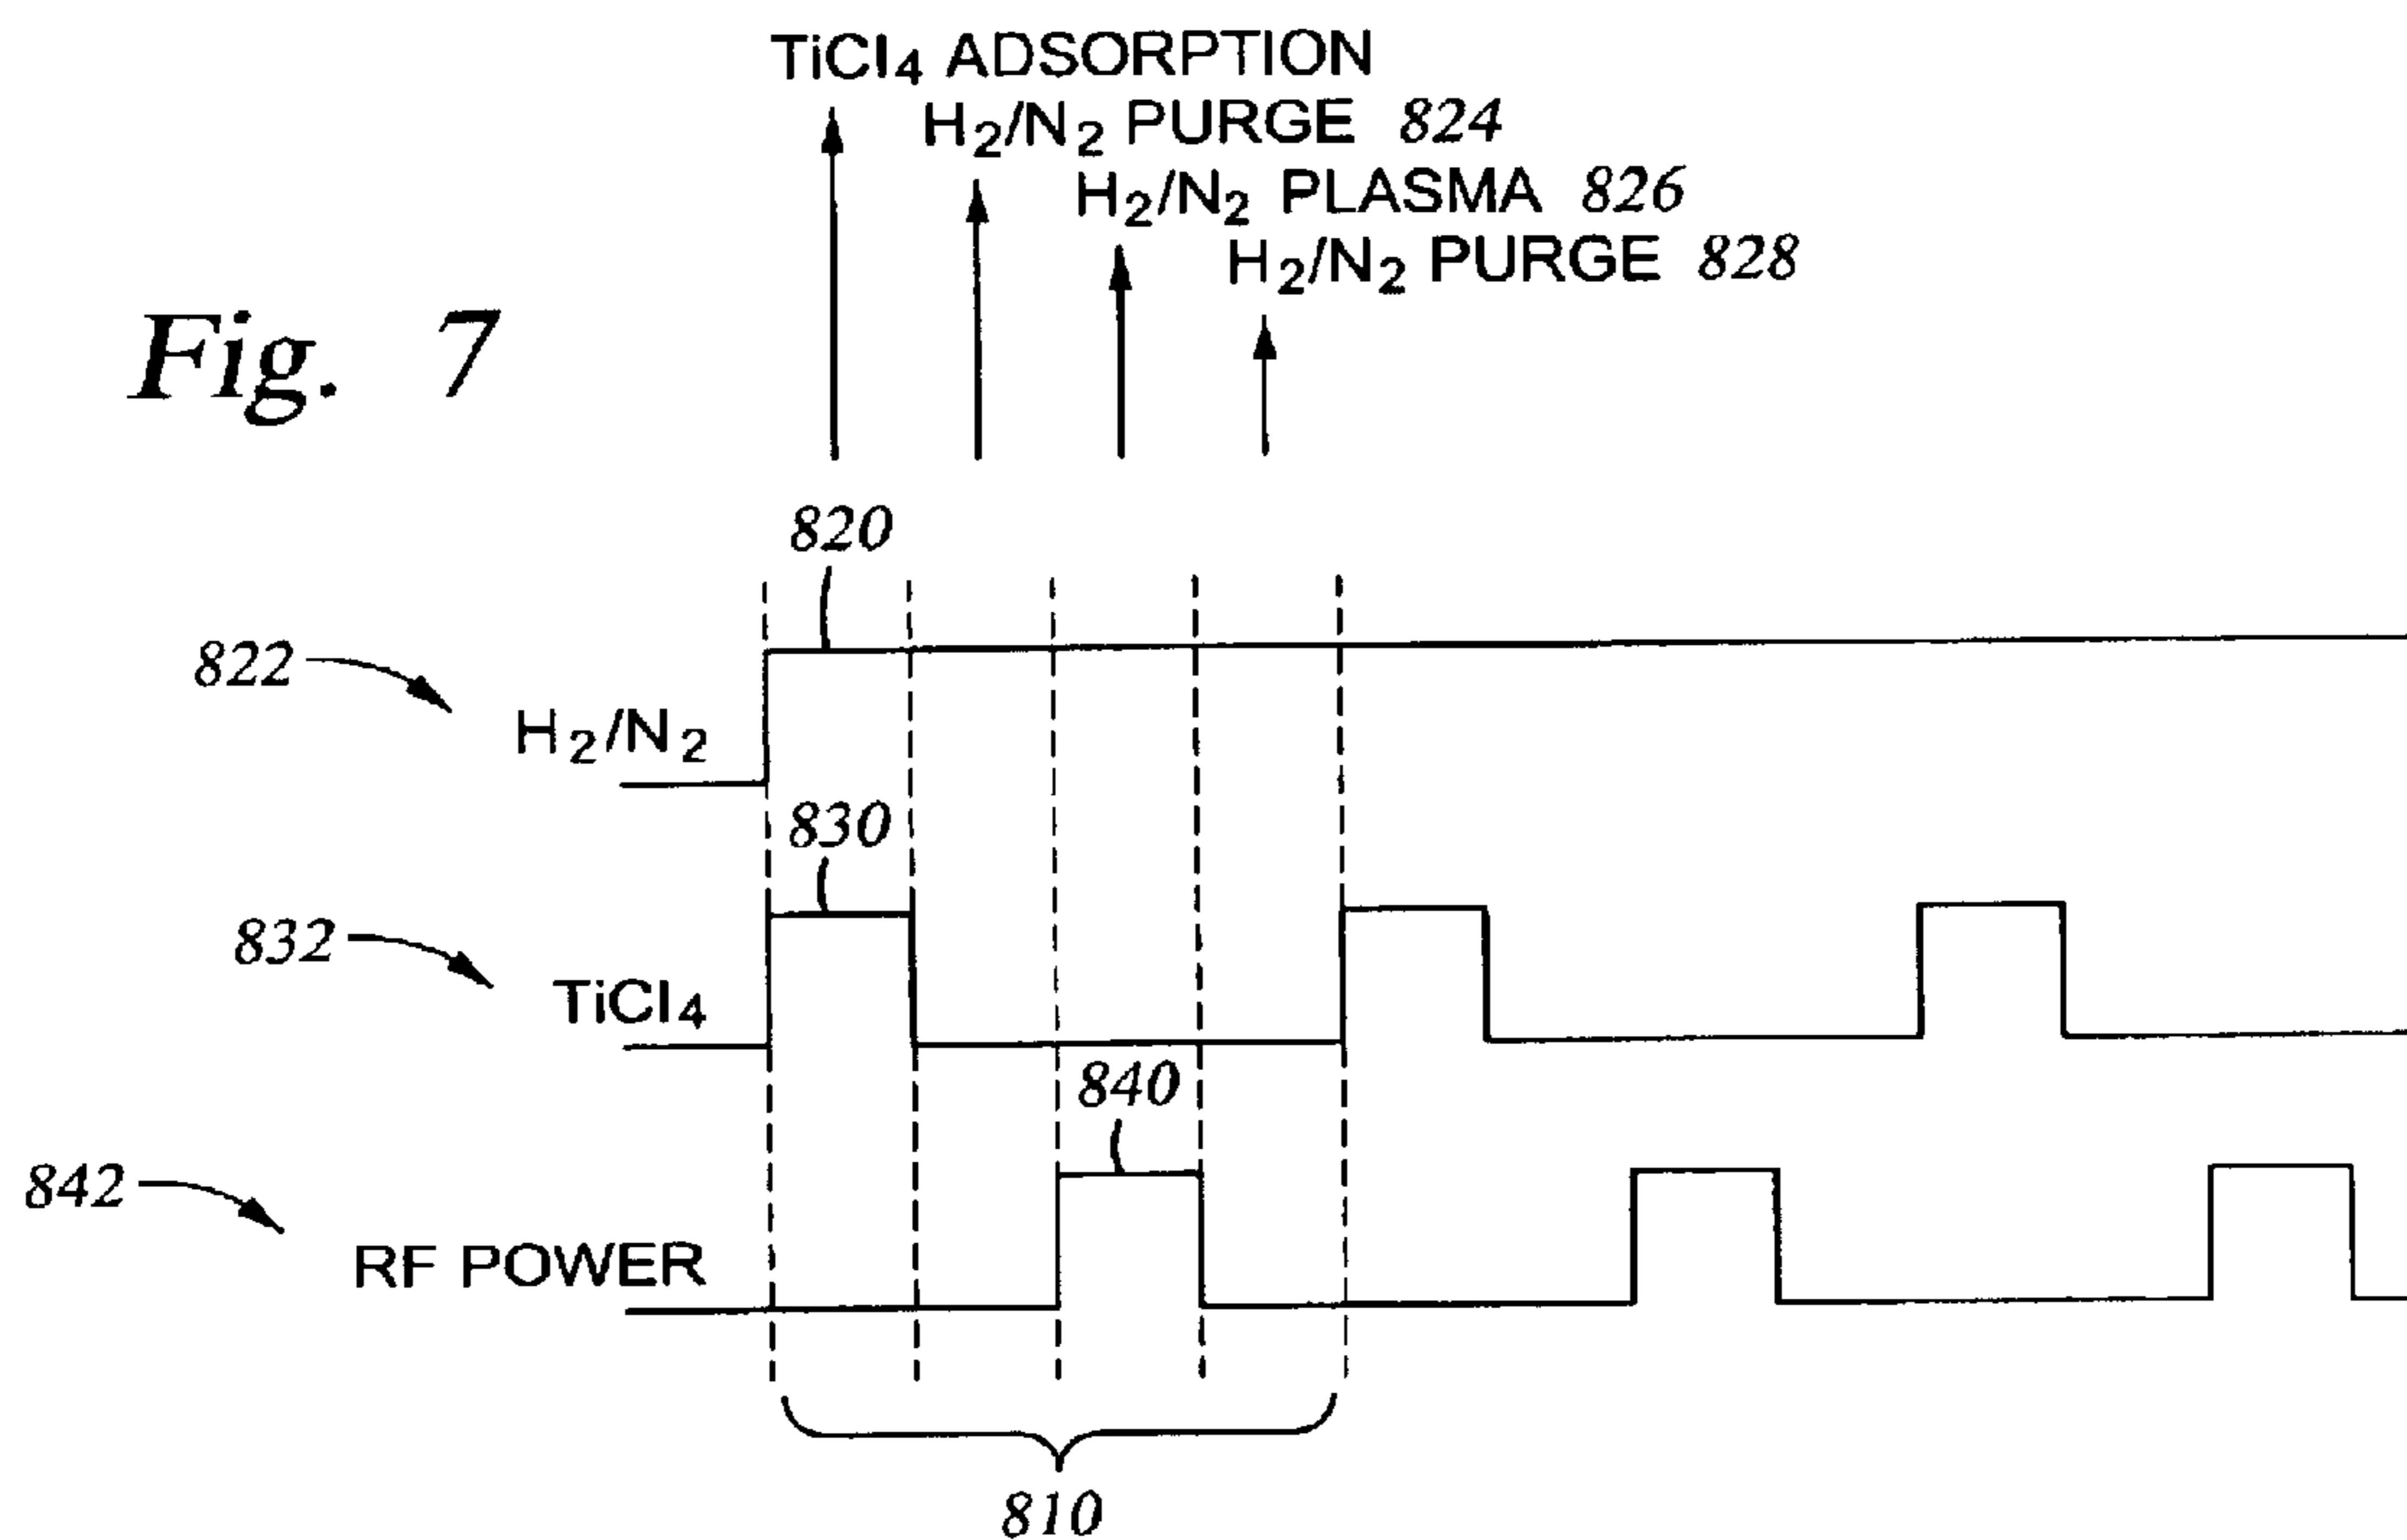 TiCl4 ADSORPTION
H2/N2 PURGE 824
H2/N2 PLASMA 826
H2/N2 PURGE 828
Fig. 7
820
822
H2/N2
830
832
TiCl4
840
842
RF POWER
810